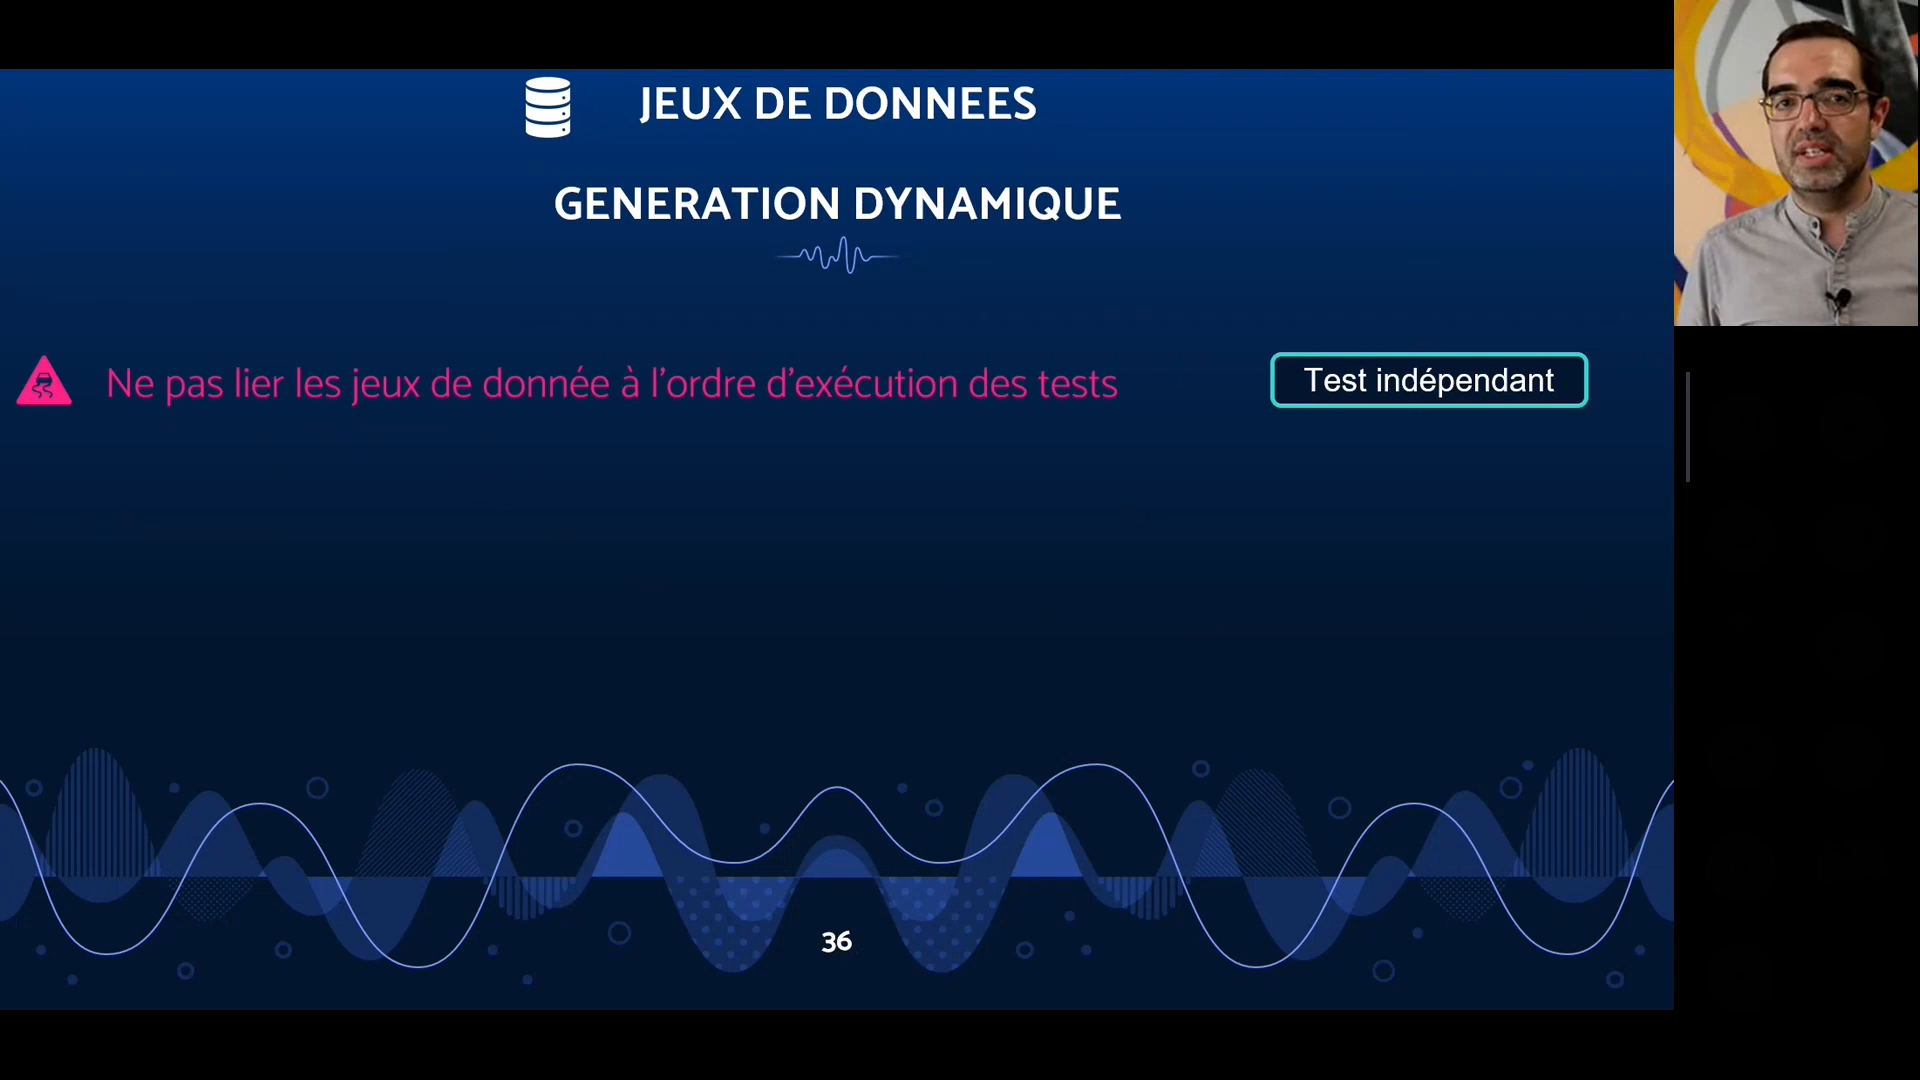 JEUX DE DONNEES
GENERATION DYNAMIQUE
Ne pas lier les jeux de donnée à l'ordre d'exécution des tests
Test indépendant
36